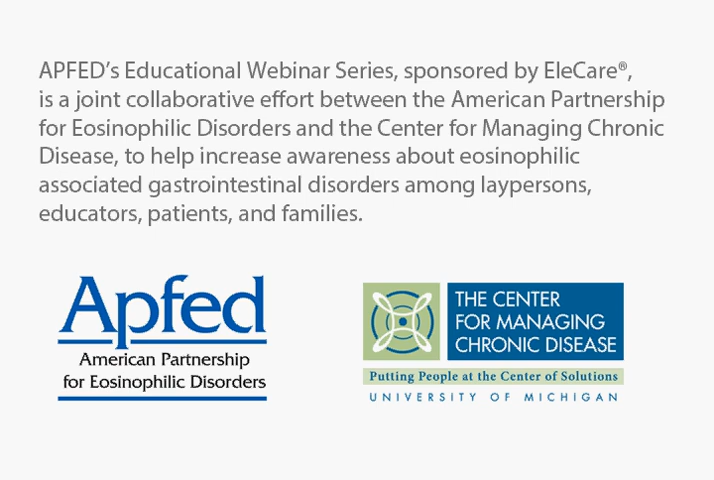 APFED's Educational Webinar Series, sponsored by EleCare®,
is a joint collaborative effort between the American Partnership
for Eosinophilic Disorders and the Center for Managing Chronic
Disease, to help increase awareness about eosinophilic
associated gastrointestinal disorders among laypersons,
educators, patients, and families.
Apfed
American Partnership
for Eosinophilic Disorders
THE CENTER
FOR MANAGING
CHRONIC DISEASE
Putting People at the Center of Solutions
UNIVERSITY OF MICHIGAN